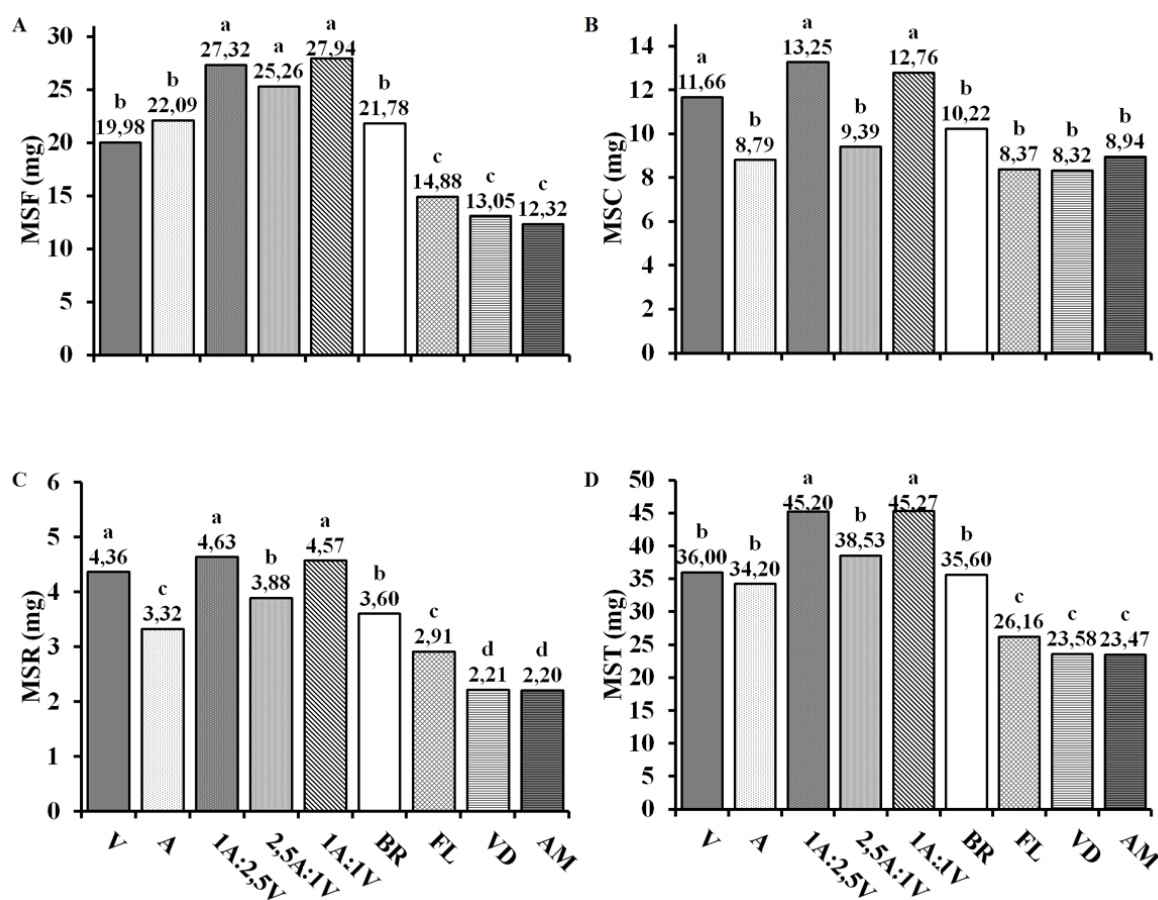 A
MSF (mg)
30
25
20
15
10
5
0
b
19,98
b
22,09
a
27,32
a
25,26
a
27,94
b
21,78
c
14,88
c
13,05
c
12,32
B
MSC (mg)
14
12
10
8
6
4
2
0
a
11,66
b
8,79
a
13,25
b
9,39
a
12,76
b
10,22
b
8,37
b
8,32
b
8,94
C
MSR (mg)
6
5
4
3
2
1
0
a
4,36
c
3,32
a
4,63
b
3,88
a
4,57
b
3,60
c
2,91
d
2,21
d
2,20
V
A
1A:2,5V
2,5A:1V
1A:1V
BR
FL
VD
AM
D
MST (mg)
50
45
40
35
30
25
20
15
10
5
0
b
36,00
b
34,20
a
45,20
b
38,53
a
45,27
b
35,60
c
26,16
c
23,58
c
23,47
V
A
1A:2,5V
2,5A:1V
1A:1V
BR
FL
VD
AM